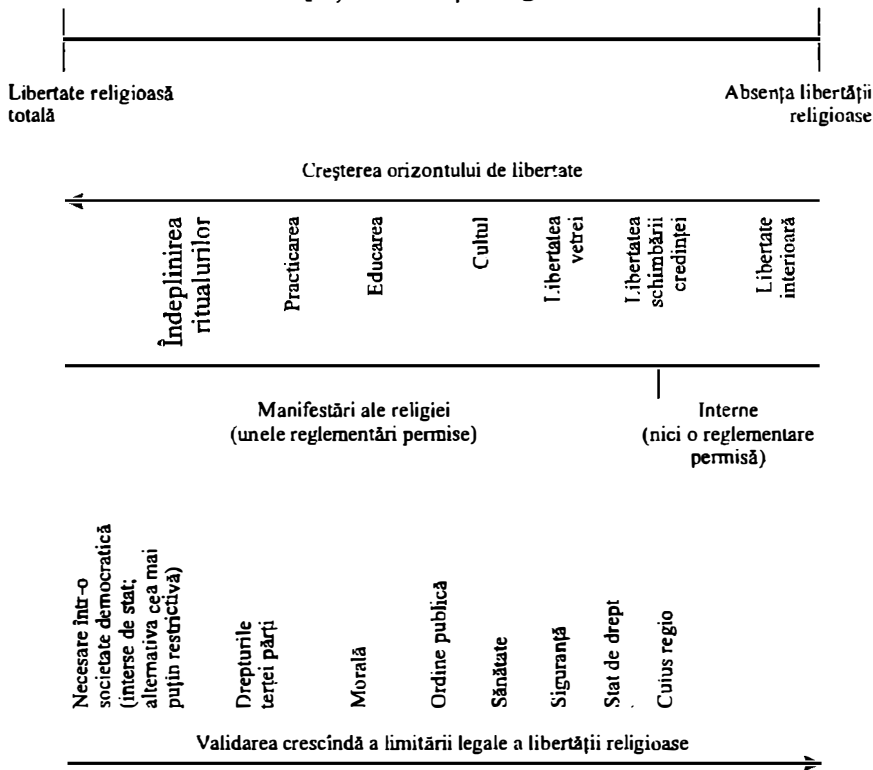 Libertate religioasă
totală
Absența libertății
religioase
Creșterea orizontului de libertate
Îndeplinirea
ritualurilor
Practicarea
Educarea
Cultul
Libertatea
vetrei
Libertatea
schimbării
credinței
Libertate
interioară
Manifestări ale religiei
(unele reglementări permise)
Interne
(nici o reglementare
permisă)
Necesare într-o
societate democratică
(interse de stat;
alternativa cea mai
puțin restrictivă)
Drepturile
terței părți
Morală
Ordine publică
Sănătate
Siguranță
Stat de drept
Cuius regio
Validarea crescîndă a limitării legale a libertății religioase